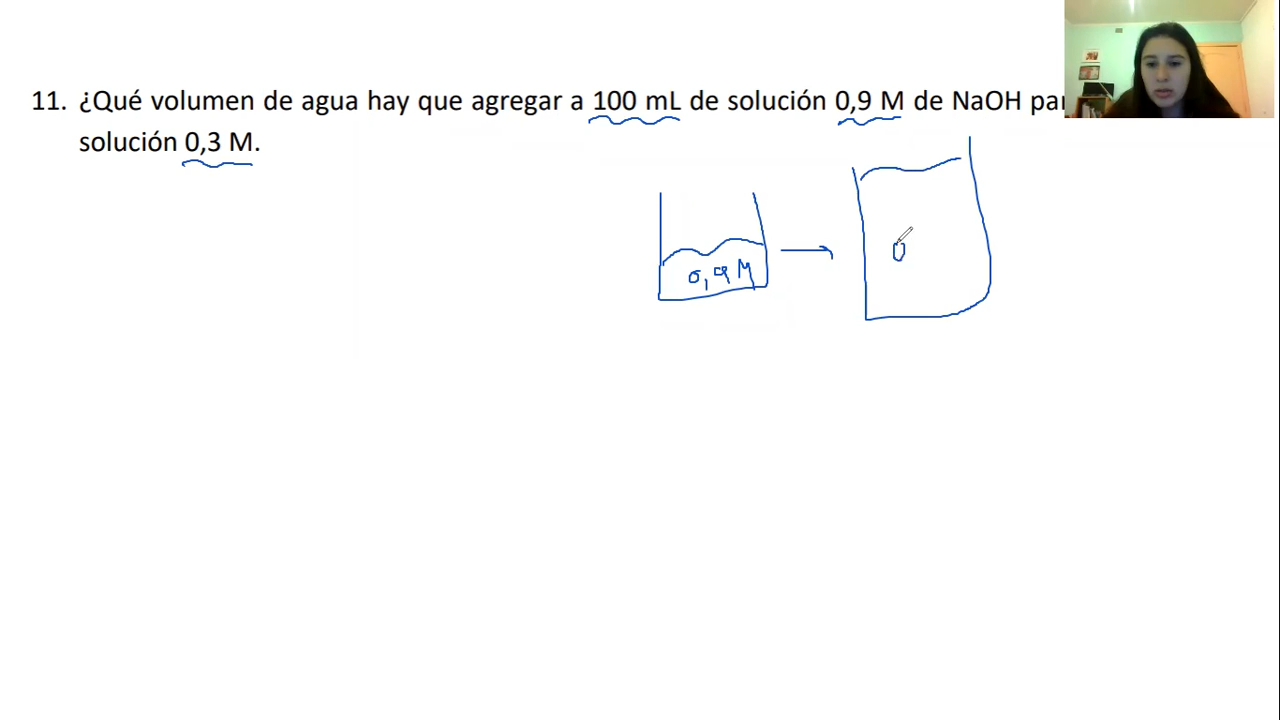 11. ¿Qué volumen de agua hay que agregar a 100 mL de solución 0,9 M de NaOH
solución 0,3 M.
0,9 M
0